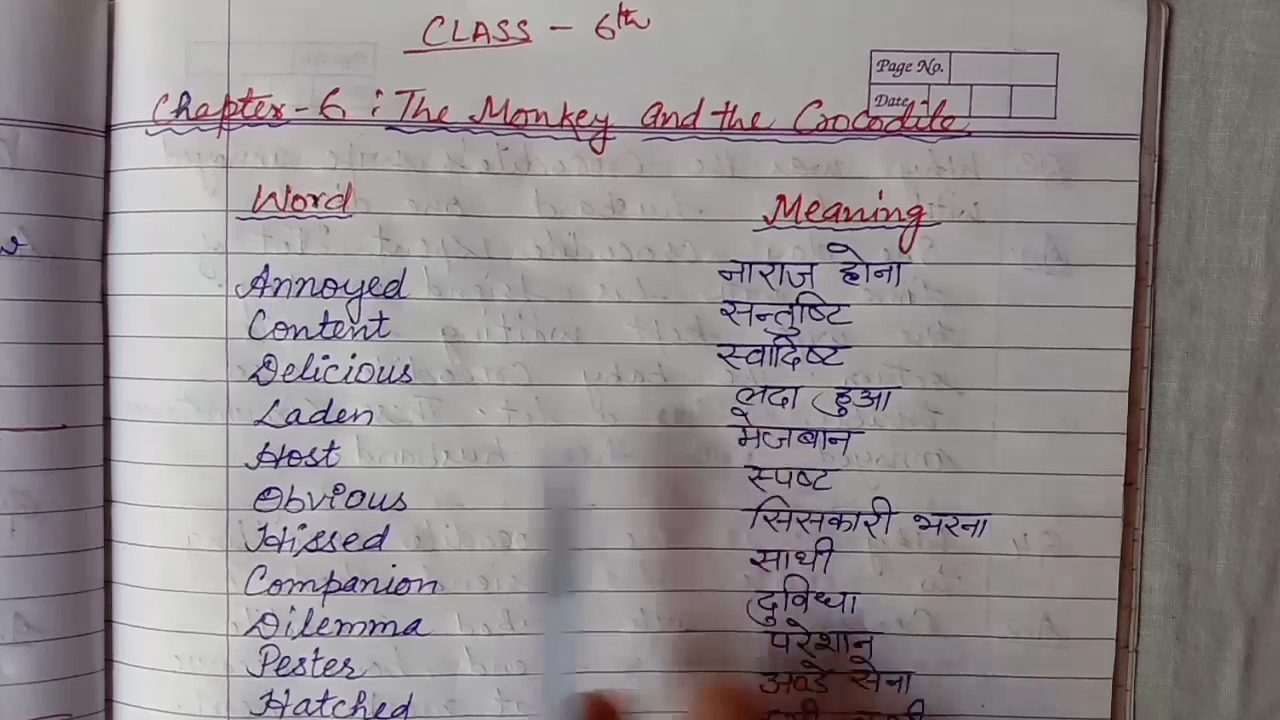 CLASS - 6th
Page No.
Date
Chapter-6 : The Monkey and the Crocodile
Word Meaning
Annoyed नाराज होना
Content सन्तुष्टि
Delicious स्वादिष्ट
Laden लदा हुआ
Host मेजबान
Obvious स्पष्ट
Hissed सिसकारी भरना
Companion साथी
Dilemma दुविधा
Pester परेशान
Hatched अण्डे सेना